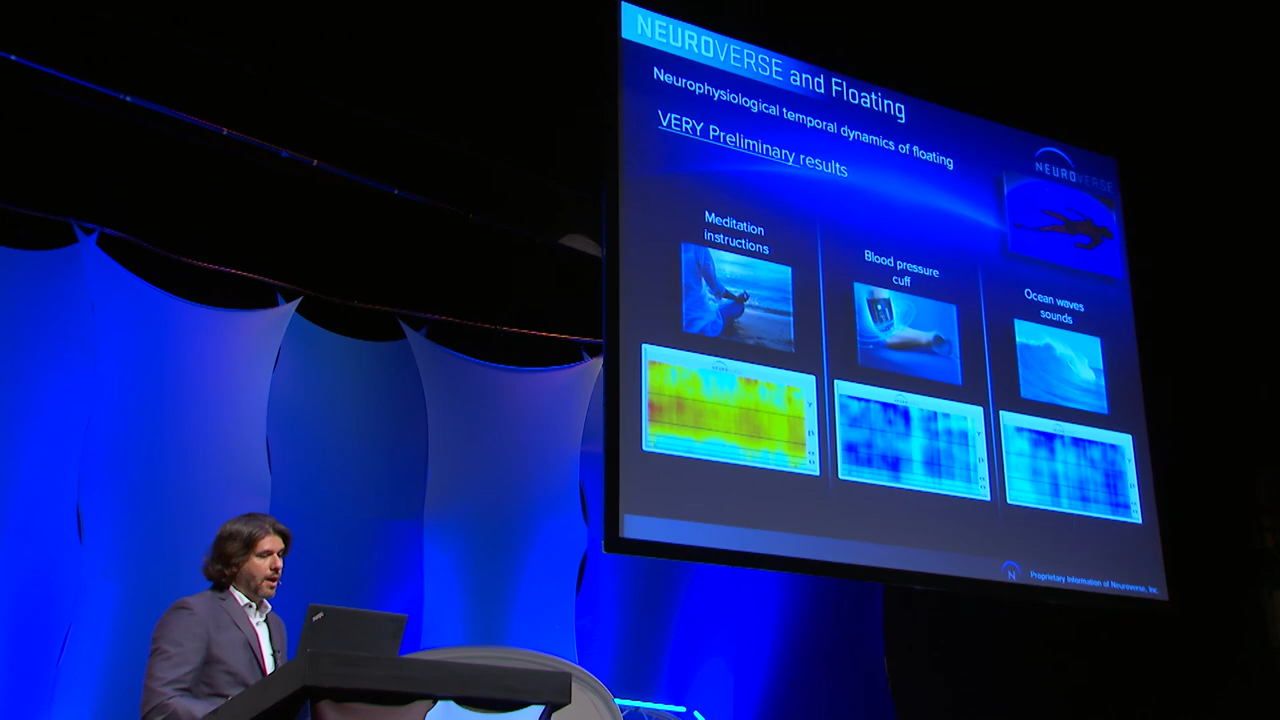 NEUROVERSE and Floating
Neurophysiological temporal dynamics of floating
VERY Preliminary results
NEUROVERSE
Meditation
instructions
Blood pressure
cuff
Ocean waves
sounds
Proprietary Information of Neuroverse, Inc.